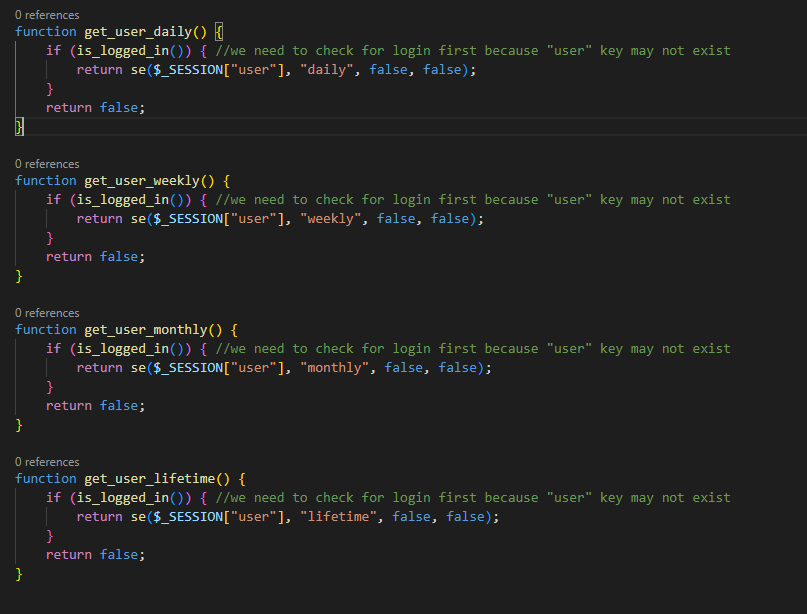 0 references
function get_user_daily() {
    if (is_logged_in()) { //we need to check for login first because "user" key may not exist
        return se($_SESSION["user"], "daily", false, false);
    }
    return false;
}
0 references
function get_user_weekly() {
    if (is_logged_in()) { //we need to check for login first because "user" key may not exist
        return se($_SESSION["user"], "weekly", false, false);
    }
    return false;
}
0 references
function get_user_monthly() {
    if (is_logged_in()) { //we need to check for login first because "user" key may not exist
        return se($_SESSION["user"], "monthly", false, false);
    }
    return false;
}
0 references
function get_user_lifetime() {
    if (is_logged_in()) { //we need to check for login first because "user" key may not exist
        return se($_SESSION["user"], "lifetime", false, false);
    }
    return false;
}